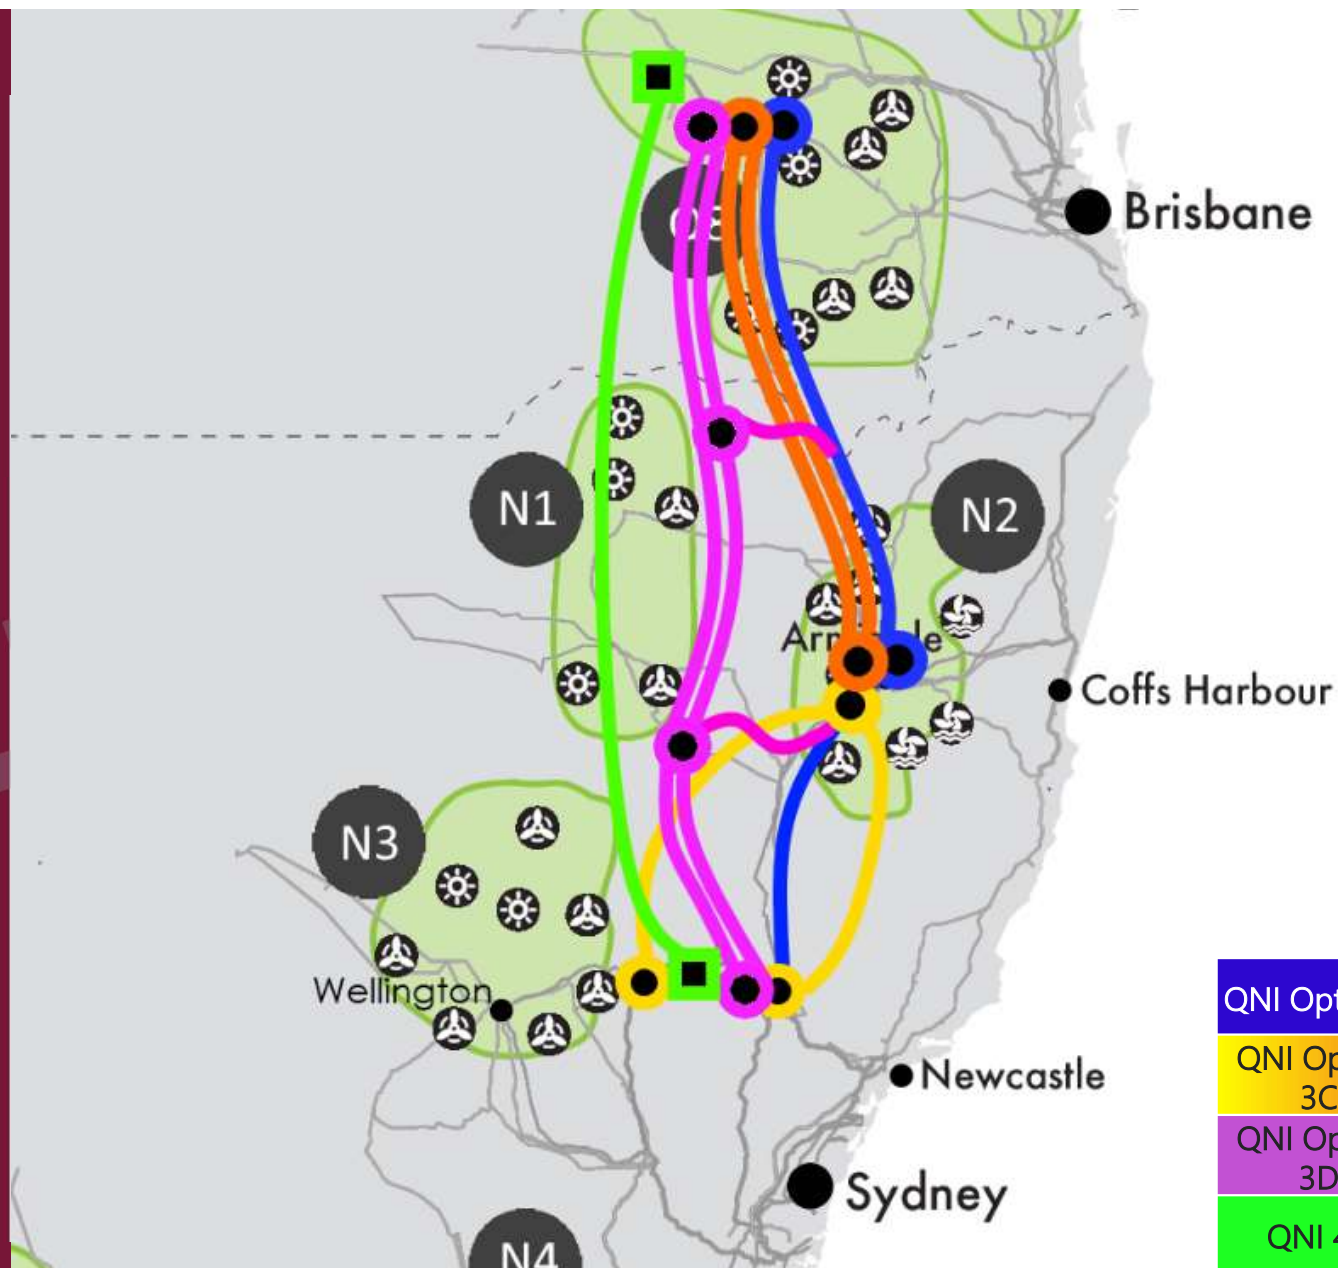 Brisbane
N1
N2
Coffs Harbour
N3
Wellington
Newcastle
Sydney
N4
QNI Opt
QNI Op
3C
QNI Op
3D
QNI 4